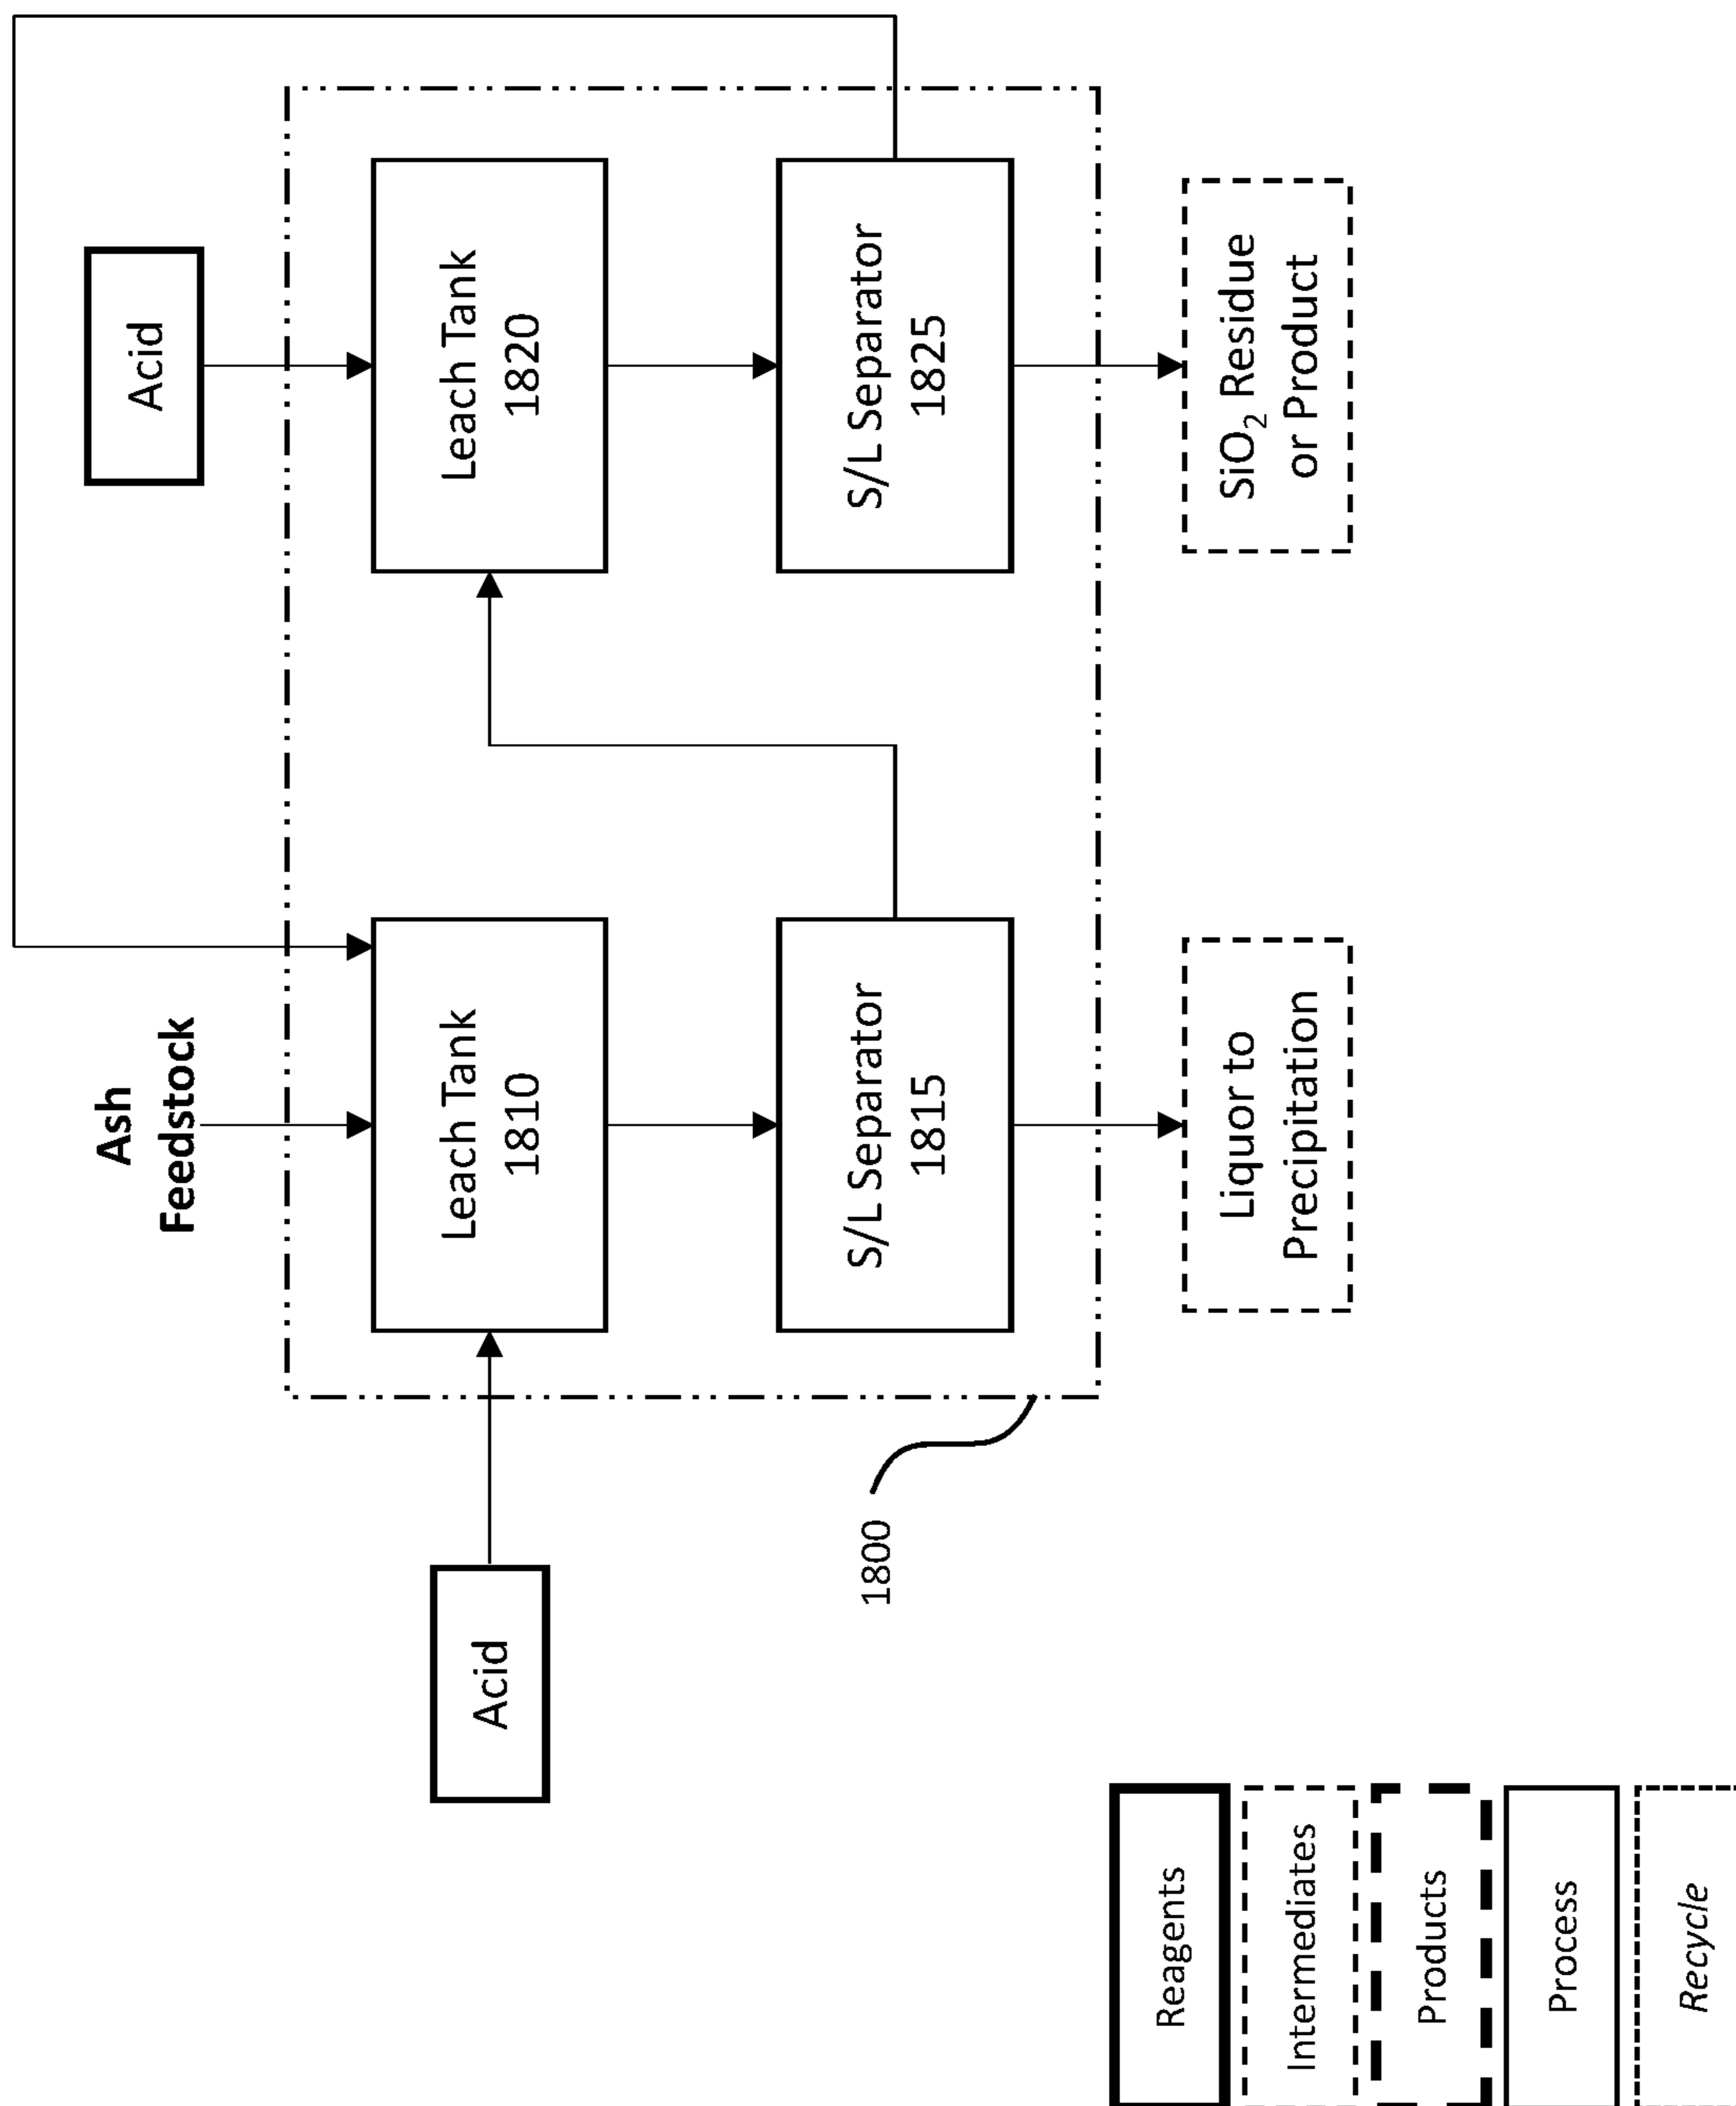 Ash
Feedstock
Acid
Acid
Leach Tank
1810
Leach Tank
1820
S/L Separator
1815
S/L Separator
1825
1800
Liquor to
Precipitation
SiO₂ Residue
or Product
Reagents
Intermediates
Products
Process
Recycle